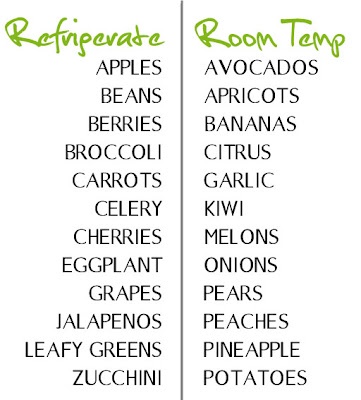 Refrigerate
APPLES
BEANS
BERRIES
BROCCOLI
CARROTS
CELERY
CHERRIES
EGGPLANT
GRAPES
JALAPENOS
LEAFY GREENS
ZUCCHINI
Room Temp
AVOCADOS
APRICOTS
BANANAS
CITRUS
GARLIC
KIWI
MELONS
ONIONS
PEARS
PEACHES
PINEAPPLE
POTATOES